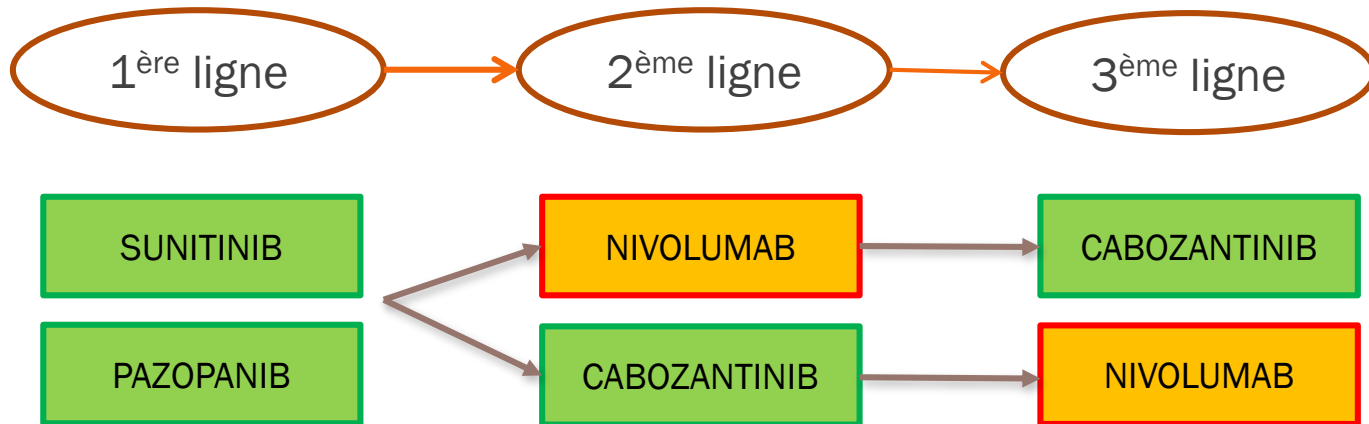 1ère ligne
2ème ligne
3ème ligne
SUNITINIB
NIVOLUMAB
CABOZANTINIB
PAZOPANIB
CABOZANTINIB
NIVOLUMAB